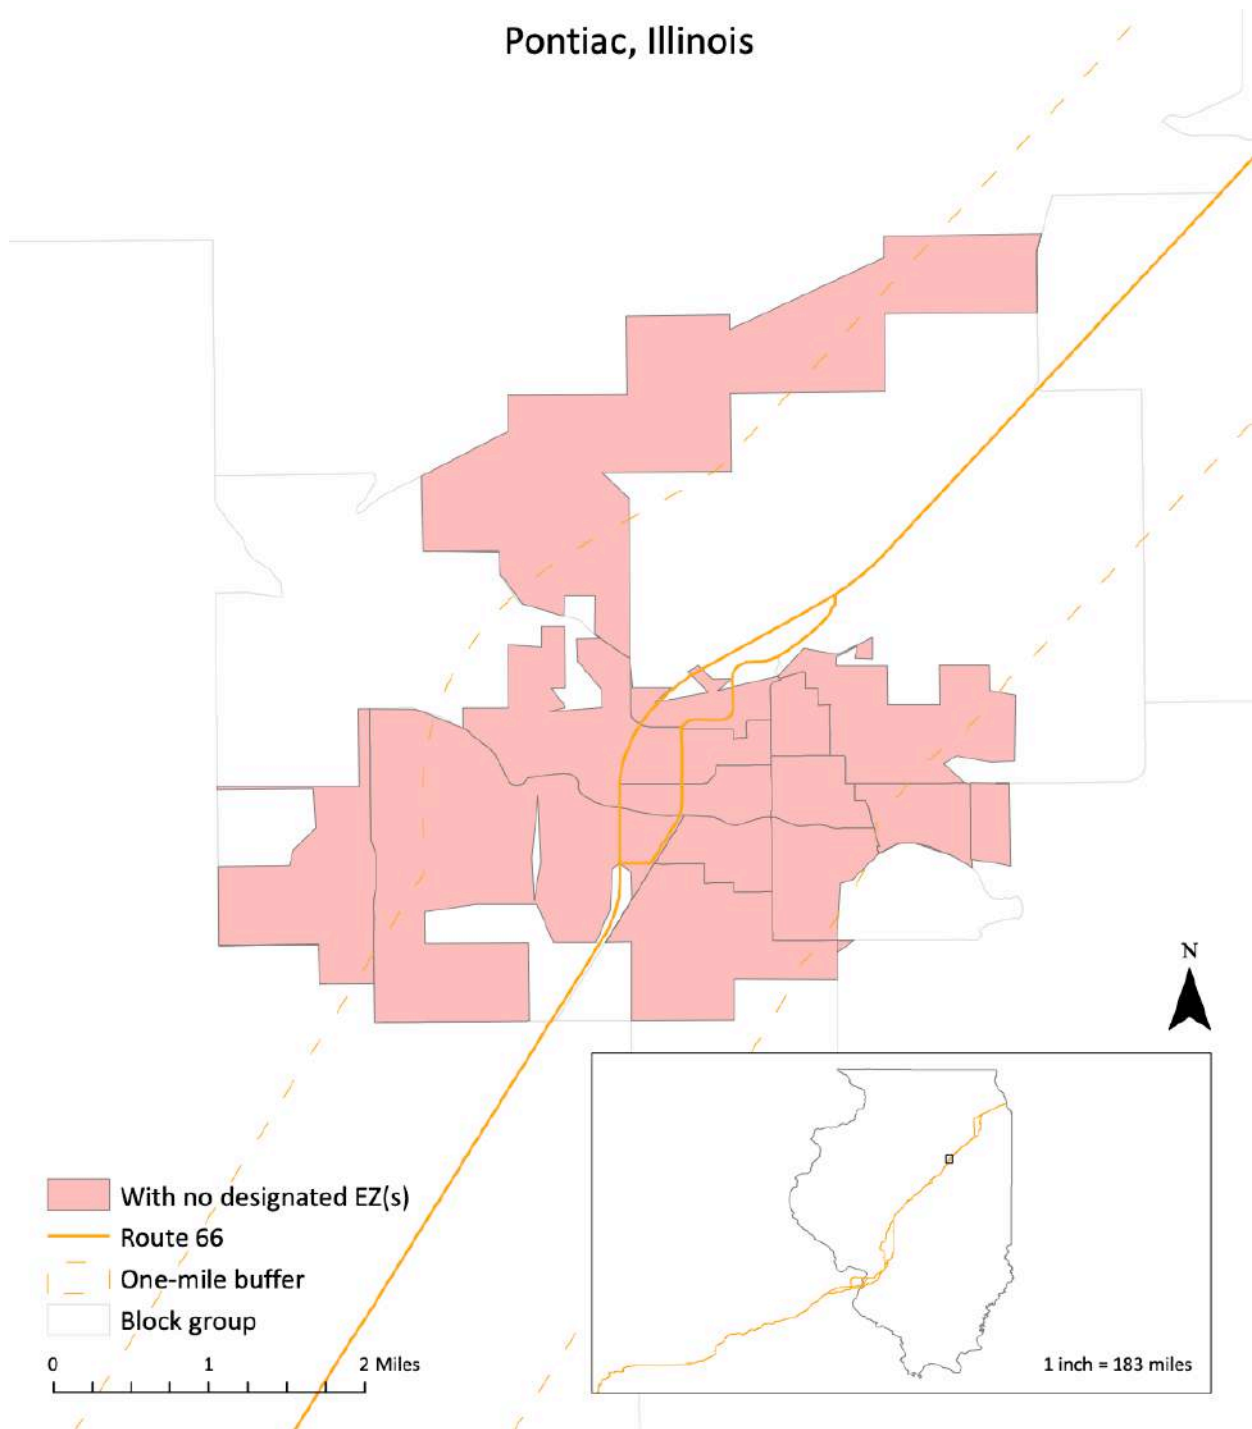 Pontiac, Illinois
N
With no designated EZ(s)
Route 66
One-mile buffer
Block group
0 1 2 Miles
1 inch = 183 miles